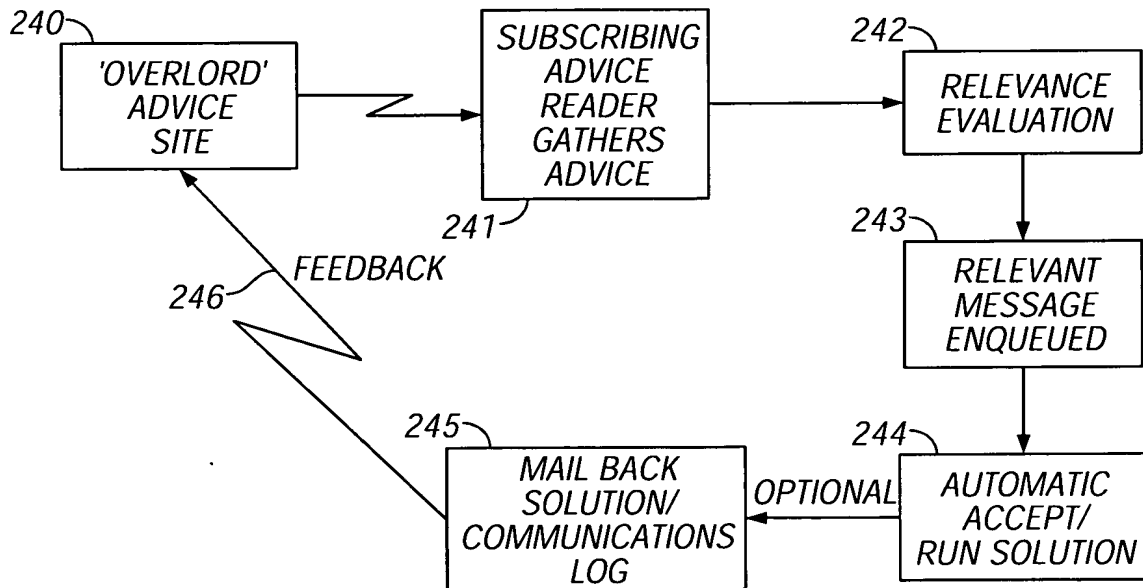 240
'OVERLORD'
ADVICE
SITE
SUBSCRIBING
ADVICE
READER
GATHERS
ADVICE
241
242
RELEVANCE
EVALUATION
243
RELEVANT
MESSAGE
ENQUEUED
244
AUTOMATIC
ACCEPT/
RUN SOLUTION
OPTIONAL
245
MAIL BACK
SOLUTION/
COMMUNICATIONS
LOG
246
FEEDBACK